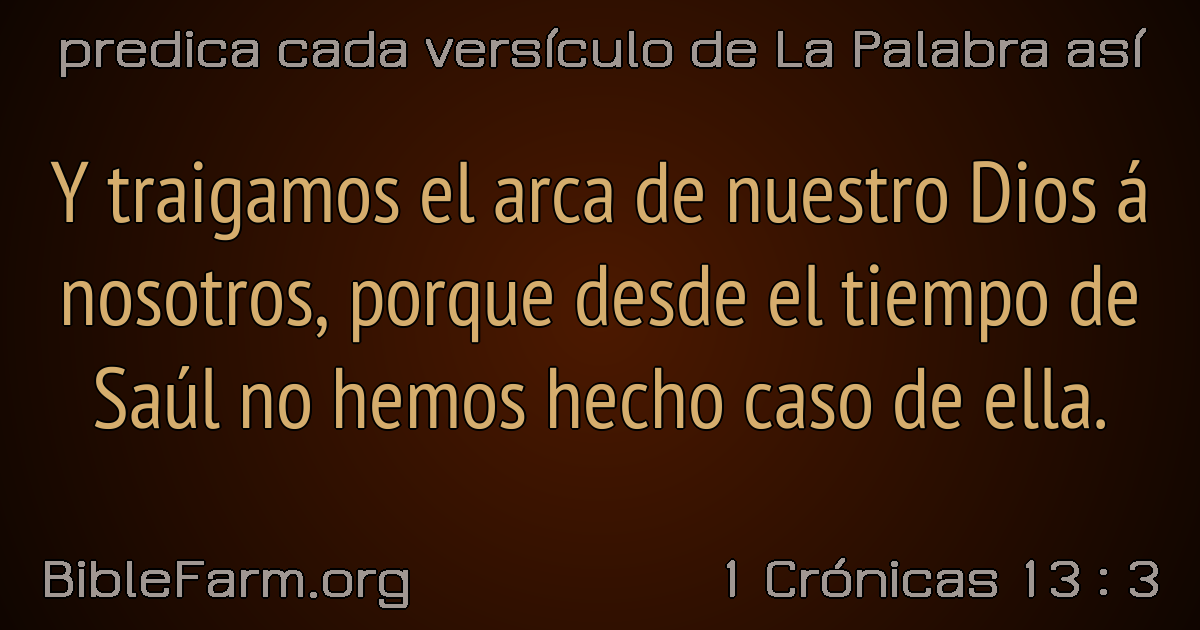 predica cada versículo de La Palabra así
Y traigamos el arca de nuestro Dios á
nosotros, porque desde el tiempo de
Saúl no hemos hecho caso de ella.
BibleFarm.org
1 Crónicas 13 : 3